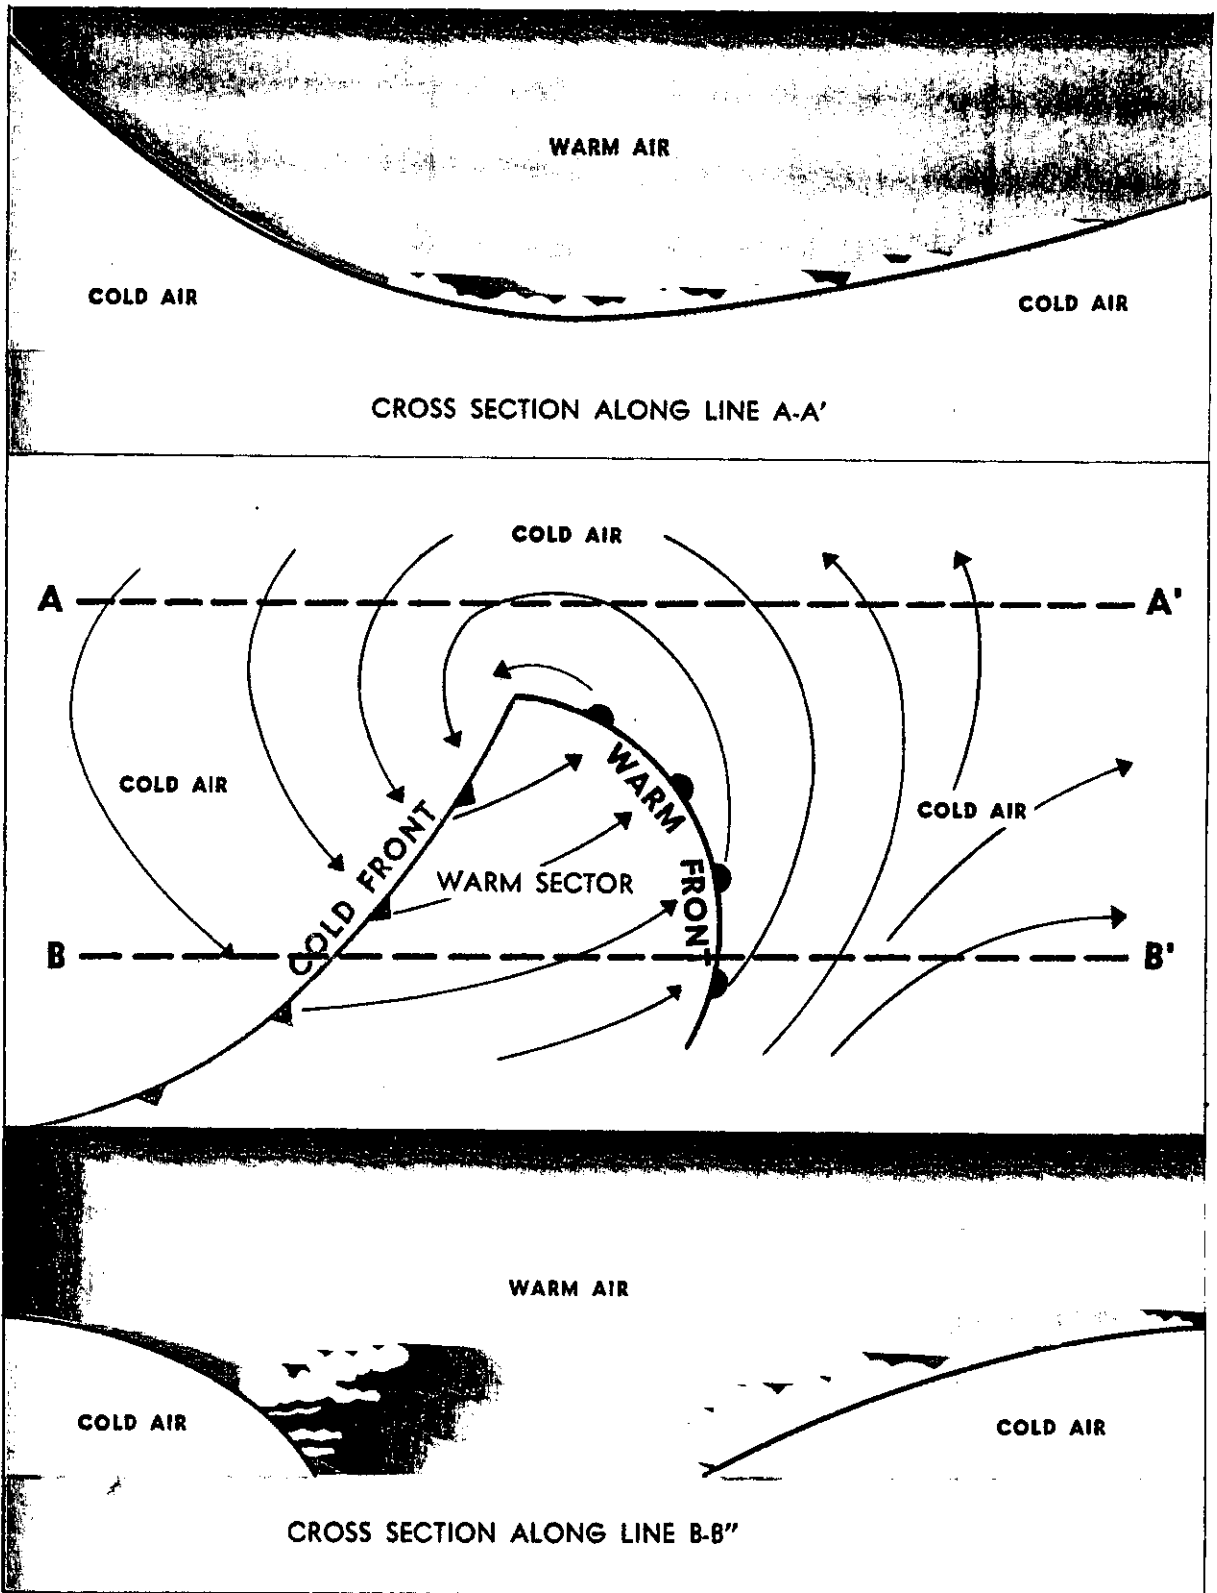 WARM AIR
COLD AIR
COLD AIR
CROSS SECTION ALONG LINE A-A'
COLD AIR
A
A'
WARM FRONT
COLD AIR
COLD AIR
COLD FRONT
WARM SECTOR
B
B'
WARM AIR
COLD AIR
COLD AIR
CROSS SECTION ALONG LINE B-B"